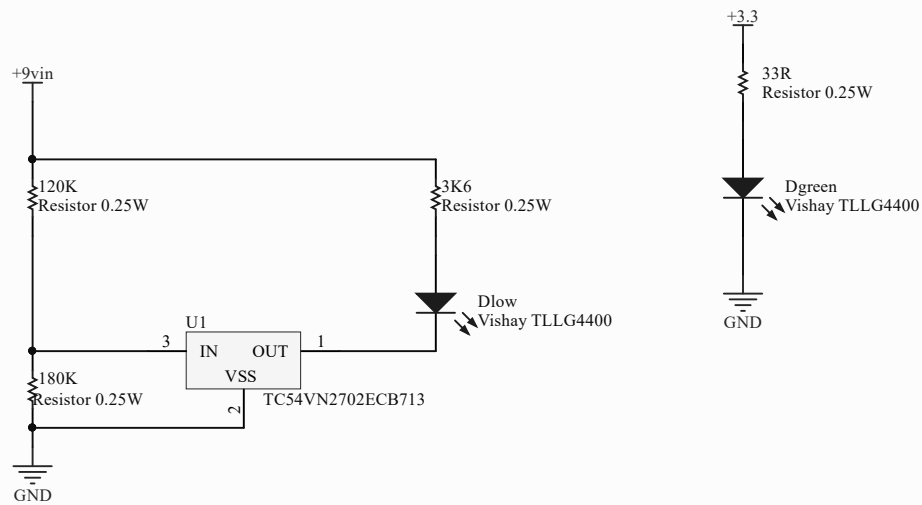 +9vin
120K
Resistor 0.25W
3K6
Resistor 0.25W
Dlow
Vishay TLLG4400
U1
3
IN
OUT
1
VSS
2
TC54VN2702ECB713
180K
Resistor 0.25W
GND
+3.3
33R
Resistor 0.25W
Dgreen
Vishay TLLG4400
GND